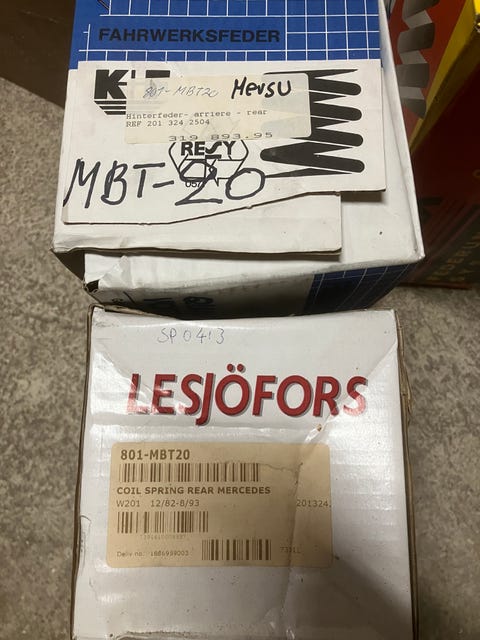 FAHRWERKSFEDER
801-MBT20 MersU
Hinterfeder- arriere - rear
REF 201 324.2504
319 893.95
RESY
MBT-20
SP0413
LESJÖFORS
801-MBT20
COIL SPRING REAR MERCEDES
W201 12/82-8/93 201324
Deliv no: 1686999003